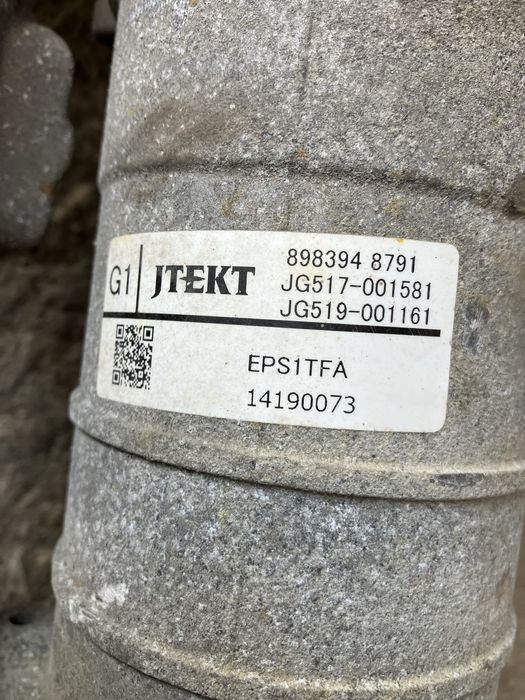 G1 JTEKT
898394 8791
JG517-001581
JG519-001161
EPS1TFA
14190073